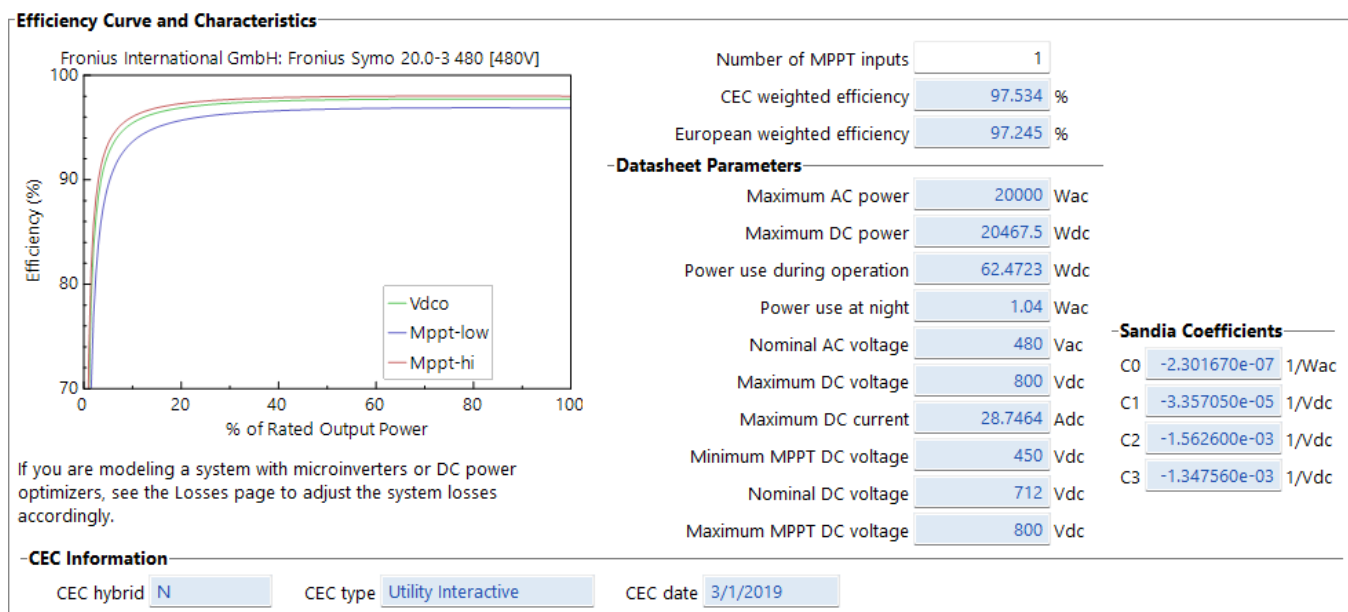 Efficiency Curve and Characteristics
Fronius International GmbH: Fronius Symo 20.0-3 480 [480V]
100
90
80
70
Efficiency (%)
Vdco
Mppt-low
Mppt-hi
0 20 40 60 80 100
% of Rated Output Power
If you are modeling a system with microinverters or DC power
optimizers, see the Losses page to adjust the system losses
accordingly.
Number of MPPT inputs 1
CEC weighted efficiency 97.534 %
European weighted efficiency 97.245 %
Datasheet Parameters
Maximum AC power 20000 Wac
Maximum DC power 20467.5 Wdc
Power use during operation 62.4723 Wdc
Power use at night 1.04 Wac
Nominal AC voltage 480 Vac
Maximum DC voltage 800 Vdc
Maximum DC current 28.7464 Adc
Minimum MPPT DC voltage 450 Vdc
Nominal DC voltage 712 Vdc
Maximum MPPT DC voltage 800 Vdc
Sandia Coefficients
C0 -2.301670e-07 1/Wac
C1 -3.357050e-05 1/Vdc
C2 -1.562600e-03 1/Vdc
C3 -1.347560e-03 1/Vdc
CEC Information
CEC hybrid N CEC type Utility Interactive CEC date 3/1/2019